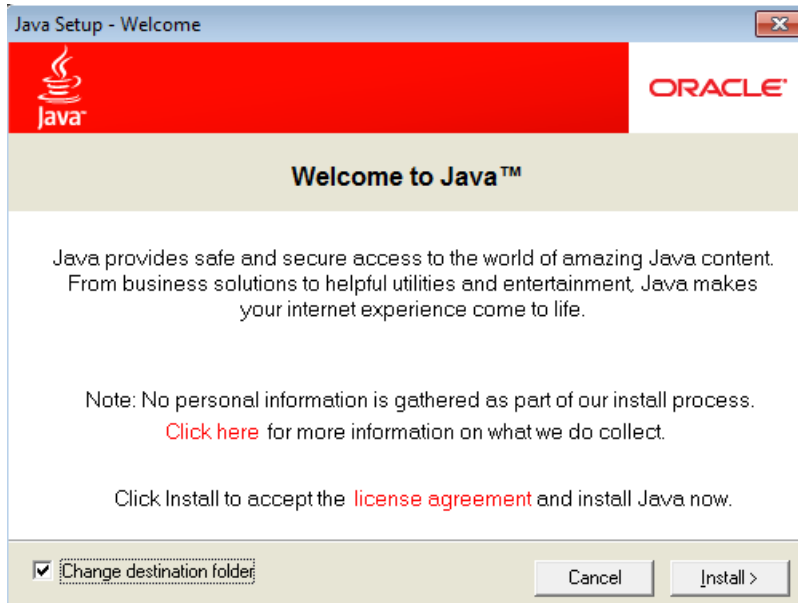 Java Setup - Welcome
Java™
ORACLE®
Welcome to Java™
Java provides safe and secure access to the world of amazing Java content.
From business solutions to helpful utilities and entertainment, Java makes
your internet experience come to life.
Note: No personal information is gathered as part of our install process.
Click here for more information on what we do collect.
Click Install to accept the license agreement and install Java now.
Change destination folder
Cancel
Install >